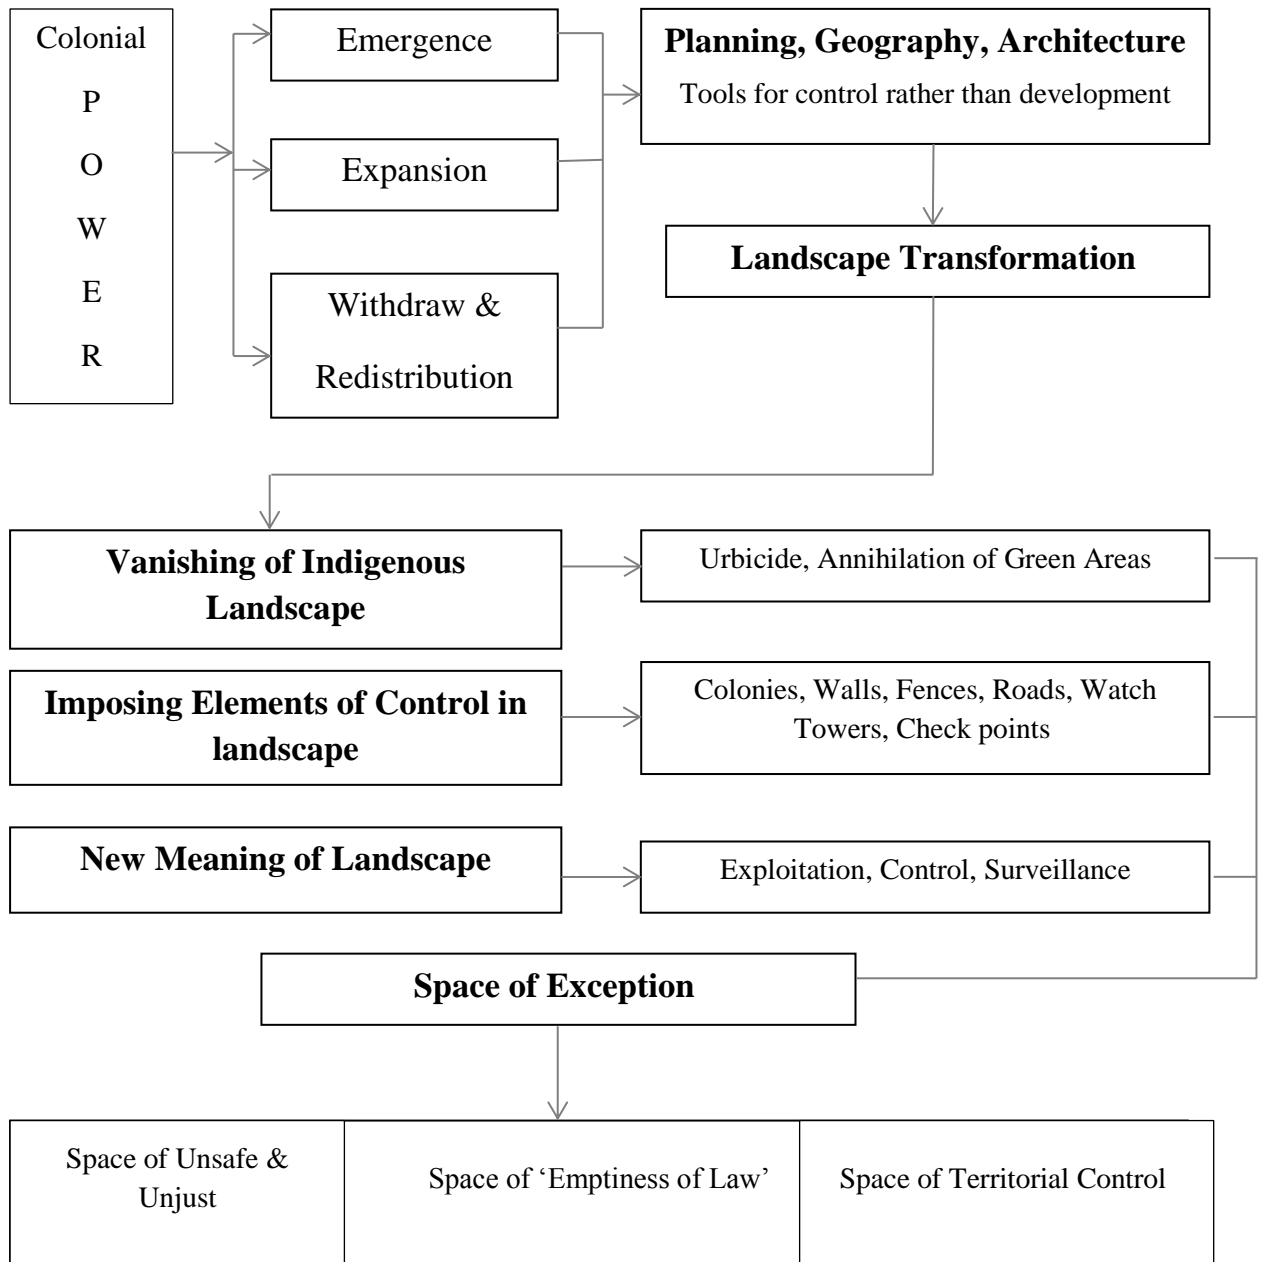 Colonial
P
O
W
E
R
Emergence
Expansion
Withdraw &
Redistribution
Planning, Geography, Architecture
Tools for control rather than development
Landscape Transformation
Vanishing of Indigenous
Landscape
Urbicide, Annihilation of Green Areas
Imposing Elements of Control in
landscape
Colonies, Walls, Fences, Roads, Watch
Towers, Check points
New Meaning of Landscape
Exploitation, Control, Surveillance
Space of Exception
Space of Unsafe &
Unjust
Space of ‘Emptiness of Law’
Space of Territorial Control